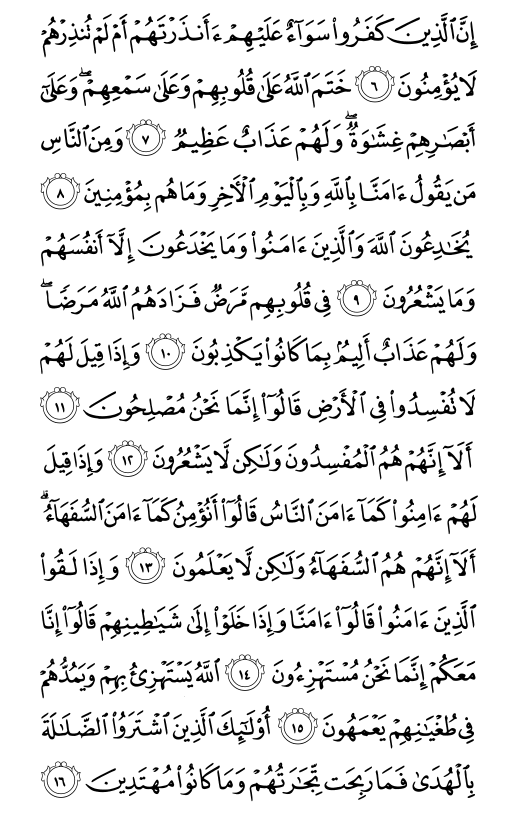 إِنَّ ٱلَّذِينَ كَفَرُوا۟ سَوَآءٌ عَلَيْهِمْ ءَأَنذَرْتَهُمْ أَمْ لَمْ تُنذِرْهُمْ
لَا يُؤْمِنُونَ ٦ خَتَمَ ٱللَّهُ عَلَىٰ قُلُوبِهِمْ وَعَلَىٰ سَمْعِهِمْ ۖ وَعَلَىٰٓ
أَبْصَـٰرِهِمْ غِشَـٰوَةٌ ۖ وَلَهُمْ عَذَابٌ عَظِيمٌ ٧ وَمِنَ ٱلنَّاسِ
مَن يَقُولُ ءَامَنَّا بِٱللَّهِ وَبِٱلْيَوْمِ ٱلْـَٔاخِرِ وَمَا هُم بِمُؤْمِنِينَ ٨
يُخَـٰدِعُونَ ٱللَّهَ وَٱلَّذِينَ ءَامَنُوا۟ وَمَا يَخْدَعُونَ إِلَّآ أَنفُسَهُمْ
وَمَا يَشْعُرُونَ ٩ فِى قُلُوبِهِم مَّرَضٌ فَزَادَهُمُ ٱللَّهُ مَرَضًا ۖ
وَلَهُمْ عَذَابٌ أَلِيمٌۢ بِمَا كَانُوا۟ يَكْذِبُونَ ١٠ وَإِذَا قِيلَ لَهُمْ
لَا تُفْسِدُوا۟ فِى ٱلْأَرْضِ قَالُوٓا۟ إِنَّمَا نَحْنُ مُصْلِحُونَ ١١
أَلَآ إِنَّهُمْ هُمُ ٱلْمُفْسِدُونَ وَلَـٰكِن لَّا يَشْعُرُونَ ١٢ وَإِذَا قِيلَ
لَهُمْ ءَامِنُوا۟ كَمَآ ءَامَنَ ٱلنَّاسُ قَالُوٓا۟ أَنُؤْمِنُ كَمَآ ءَامَنَ ٱلسُّفَهَآءُ ۗ
أَلَآ إِنَّهُمْ هُمُ ٱلسُّفَهَآءُ وَلَـٰكِن لَّا يَعْلَمُونَ ١٣ وَإِذَا لَقُوا۟
ٱلَّذِينَ ءَامَنُوا۟ قَالُوٓا۟ ءَامَنَّا وَإِذَا خَلَوْا۟ إِلَىٰ شَيَـٰطِينِهِمْ قَالُوٓا۟ إِنَّا
مَعَكُمْ إِنَّمَا نَحْنُ مُسْتَهْزِءُونَ ١٤ ٱللَّهُ يَسْتَهْزِئُ بِهِمْ وَيَمُدُّهُمْ
فِى طُغْيَـٰنِهِمْ يَعْمَهُونَ ١٥ أُو۟لَـٰٓئِكَ ٱلَّذِينَ ٱشْتَرَوُا۟ ٱلضَّلَـٰلَةَ
بِٱلْهُدَىٰ فَمَا رَبِحَت تِّجَـٰرَتُهُمْ وَمَا كَانُوا۟ مُهْتَدِينَ ١٦